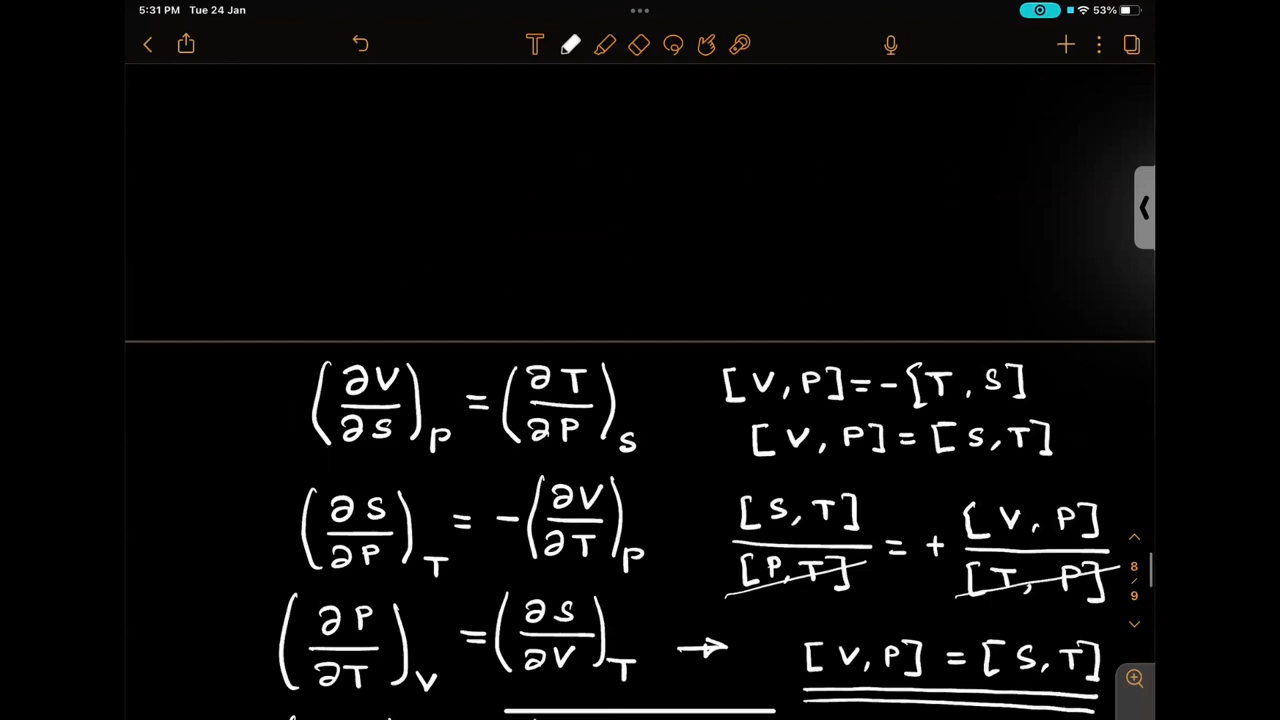 5:31 PM Tue 24 Jan 53%
T
(∂V/∂S)_P = (∂T/∂P)_S
[V, P] = -[T, S]
[V, P] = [S, T]
(∂S/∂P)_T = -(∂V/∂T)_P
[S, T]/[P, T] = + [V, P]/[T, P]
8/9
(∂P/∂T)_V = (∂S/∂V)_T → [V, P] = [S, T]